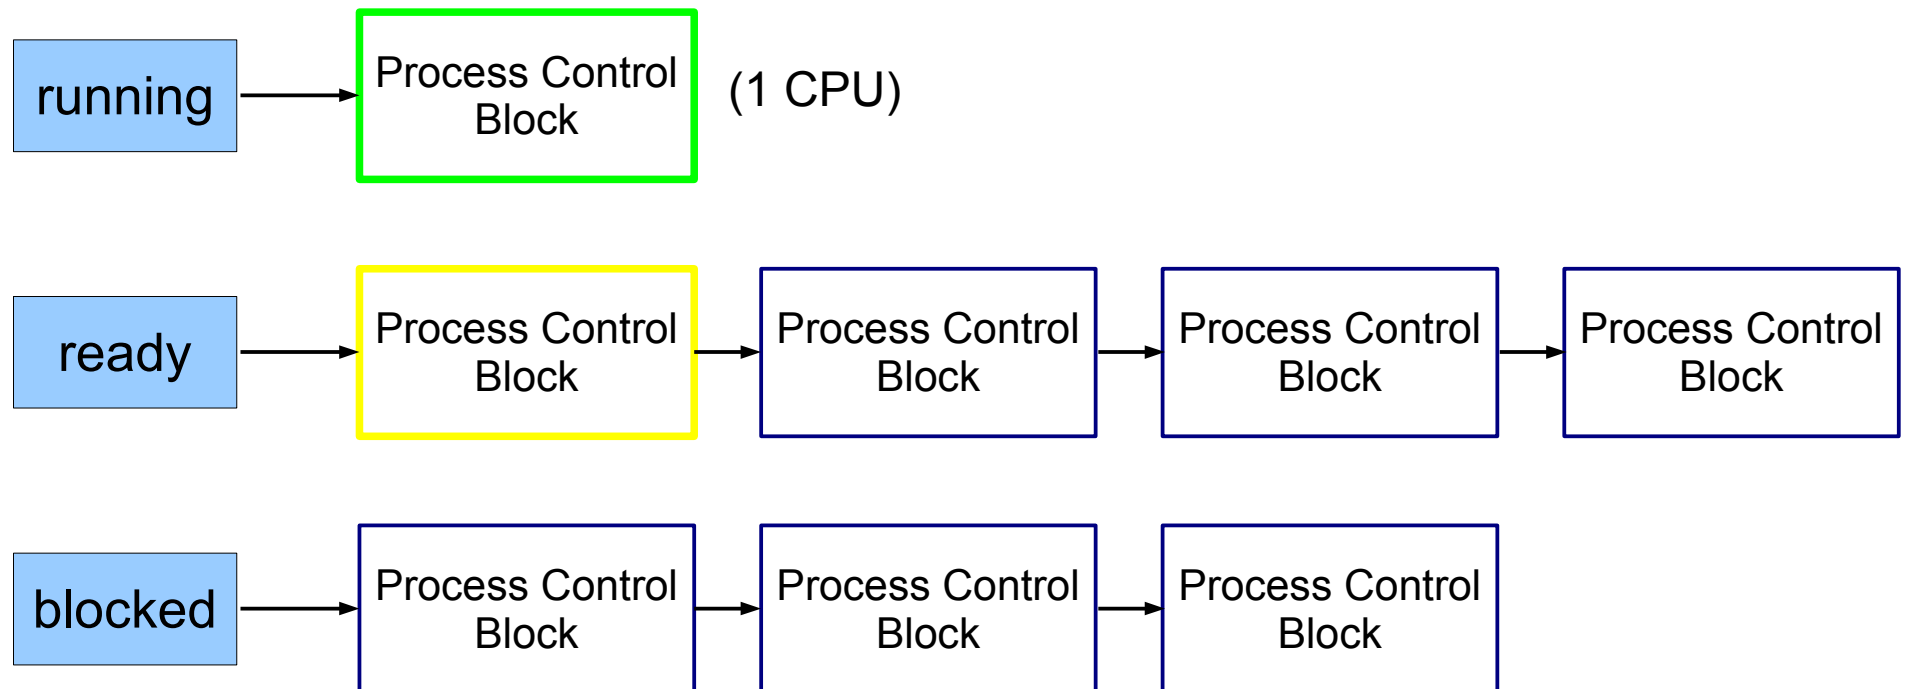 running
Process Control
Block
(1 CPU)
ready
Process Control
Block
Process Control
Block
Process Control
Block
Process Control
Block
blocked
Process Control
Block
Process Control
Block
Process Control
Block